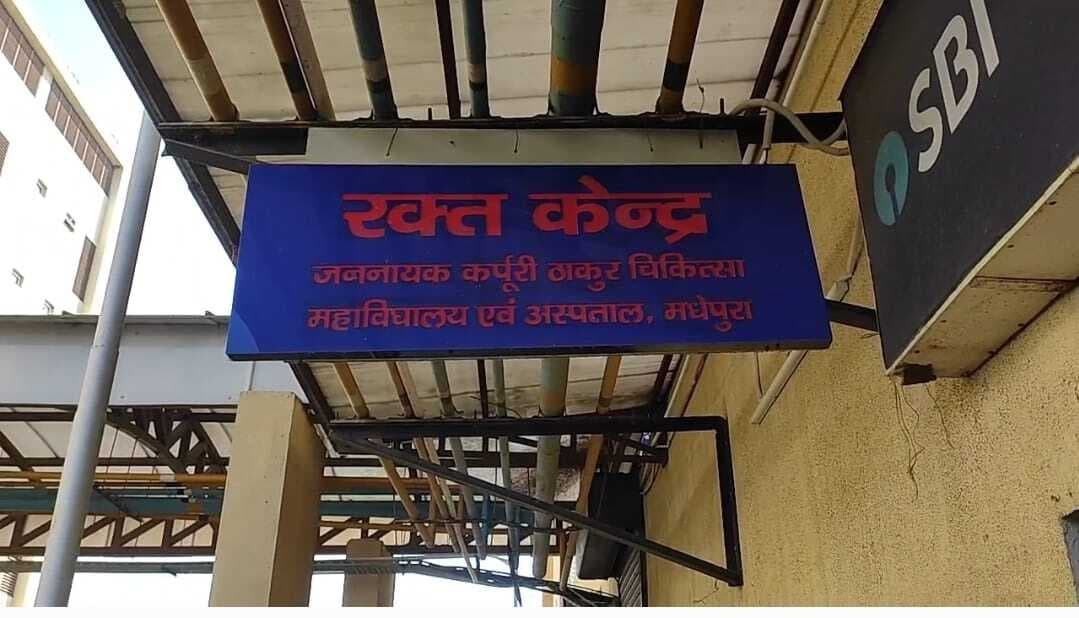 रक्त केन्द्र
जननायक कर्पूरी ठाकुर चिकित्सा
महाविद्यालय एवं अस्पताल, मधेपुरा
SBI